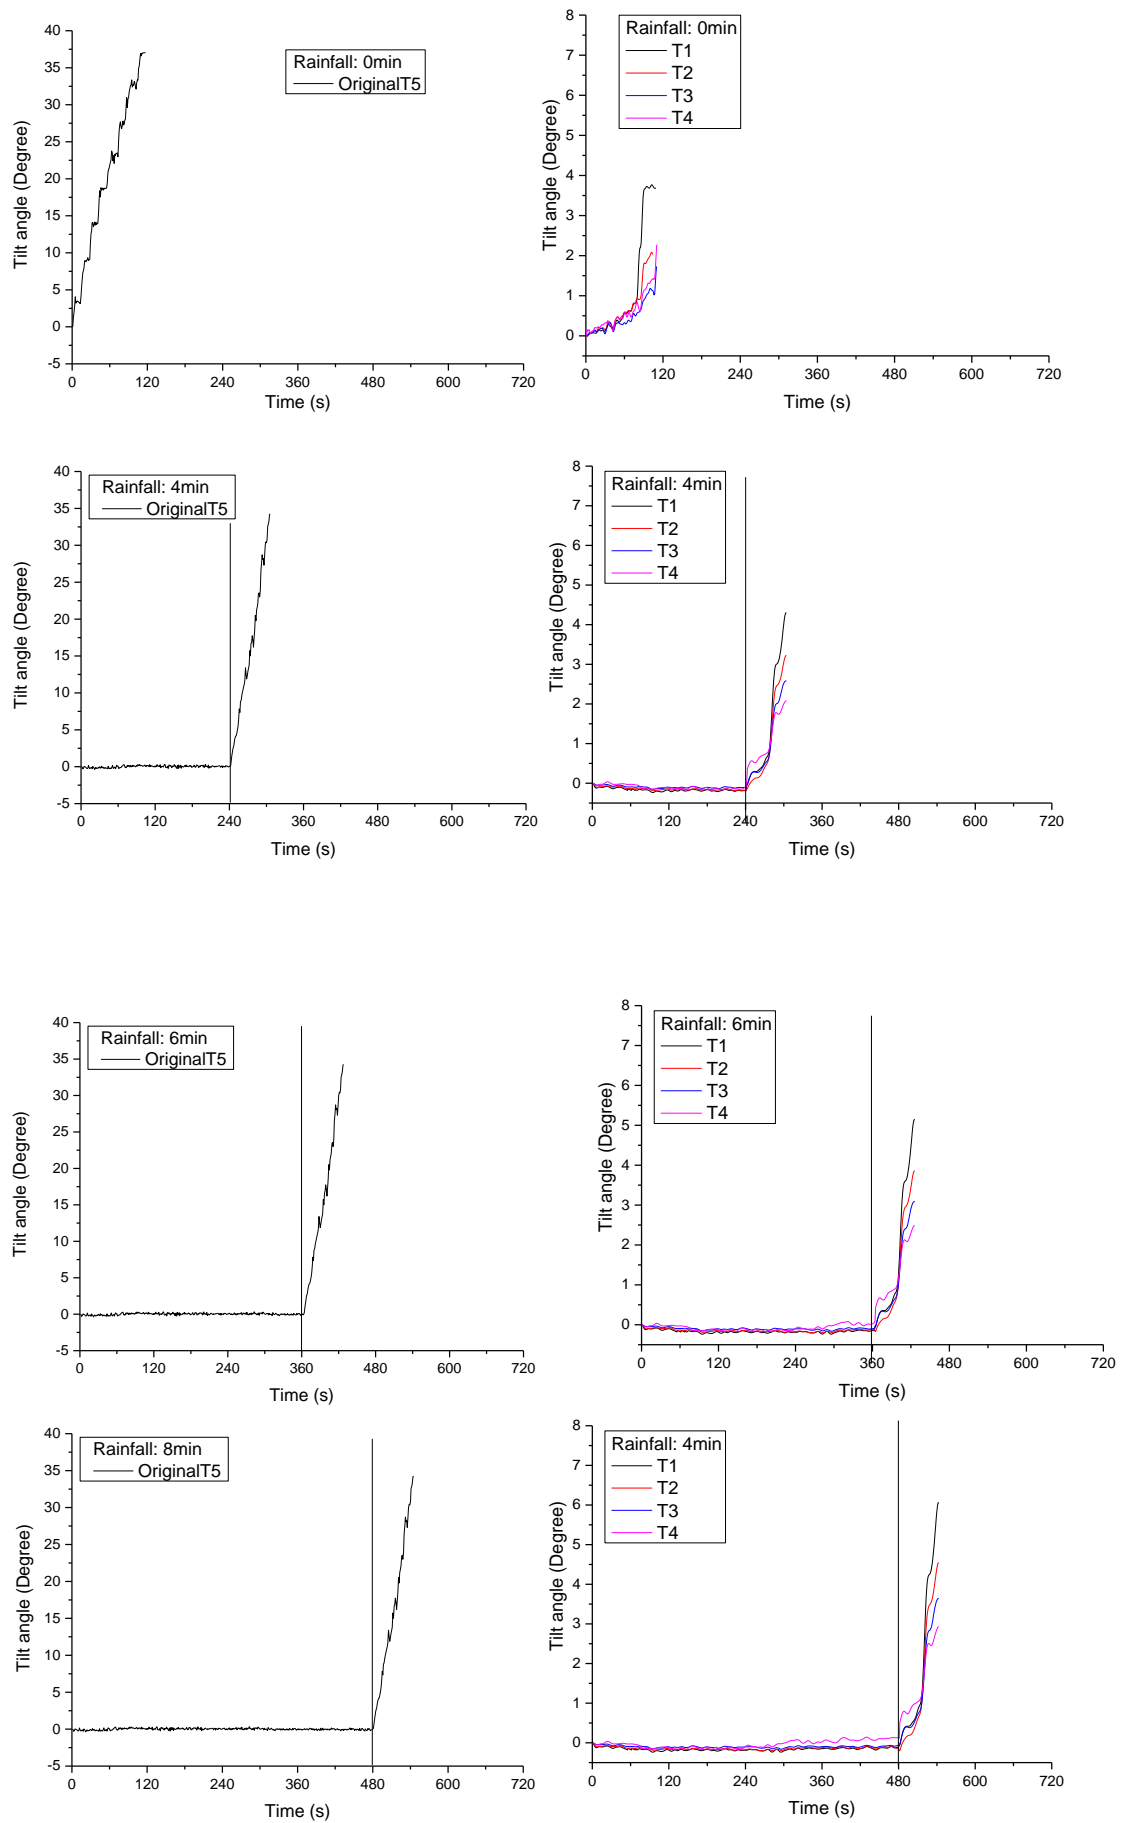 Rainfall: 0min
OriginalT5
Tilt angle (Degree)
40
35
30
25
20
15
10
5
0
-5
0 120 240 360 480 600 720
Time (s)
Rainfall: 0min
T1
T2
T3
T4
Tilt angle (Degree)
8
7
6
5
4
3
2
1
0
0 120 240 360 480 600 720
Time (s)
Rainfall: 4min
OriginalT5
Tilt angle (Degree)
40
35
30
25
20
15
10
5
0
-5
0 120 240 360 480 600 720
Time (s)
Rainfall: 4min
T1
T2
T3
T4
Tilt angle (Degree)
8
7
6
5
4
3
2
1
0
0 120 240 360 480 600 720
Time (s)
Rainfall: 6min
OriginalT5
Tilt angle (Degree)
40
35
30
25
20
15
10
5
0
-5
0 120 240 360 480 600 720
Time (s)
Rainfall: 6min
T1
T2
T3
T4
Tilt angle (Degree)
8
7
6
5
4
3
2
1
0
0 120 240 360 480 600 720
Time (s)
Rainfall: 8min
OriginalT5
Tilt angle (Degree)
40
35
30
25
20
15
10
5
0
-5
0 120 240 360 480 600 720
Time (s)
Rainfall: 4min
T1
T2
T3
T4
Tilt angle (Degree)
8
7
6
5
4
3
2
1
0
0 120 240 360 480 600 720
Time (s)